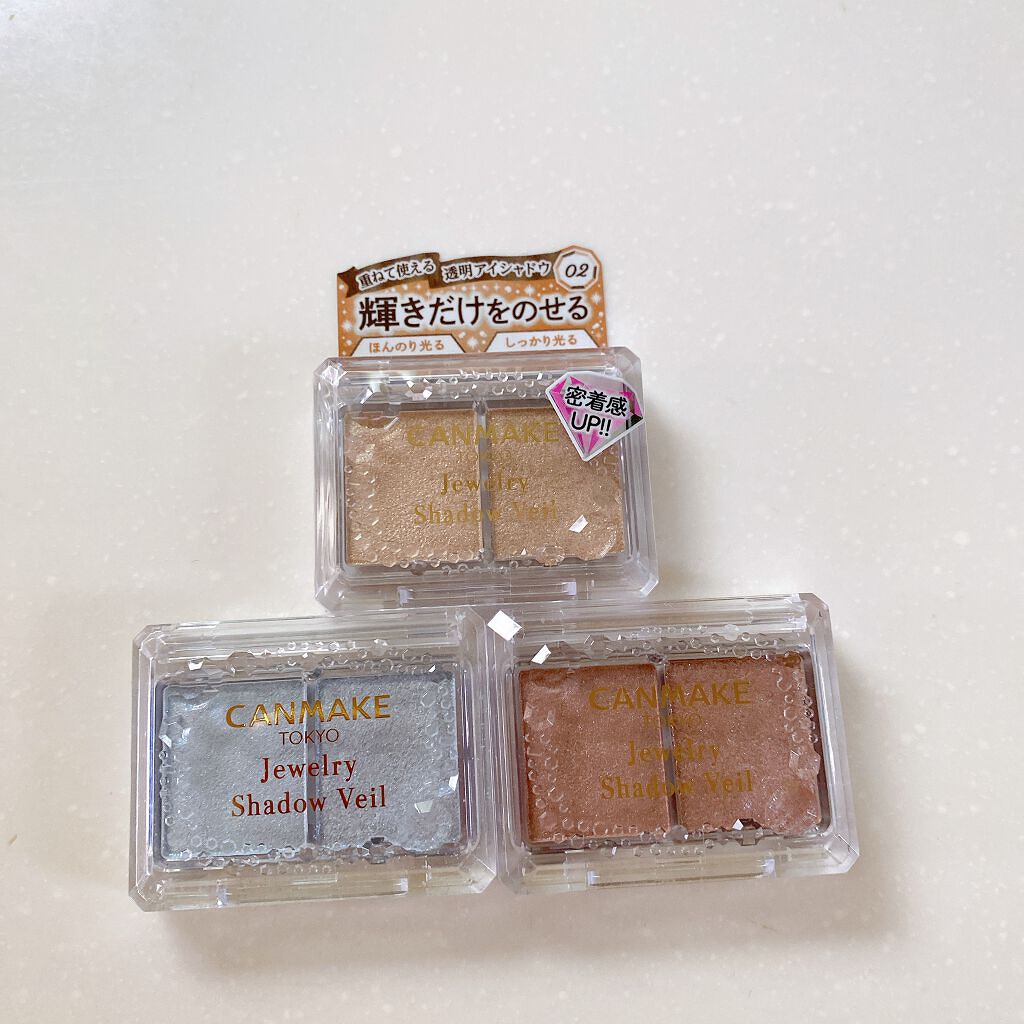 重ねて使える 透明アイシャドウ 02
輝きだけをのせる
ほんのり光る しっかり光る
密着感
UP!!
CANMAKE
TOKYO
Jewelry
Shadow Veil
CANMAKE
TOKYO
Jewelry
Shadow Veil
CANMAKE
TOKYO
Jewelry
Shadow Veil